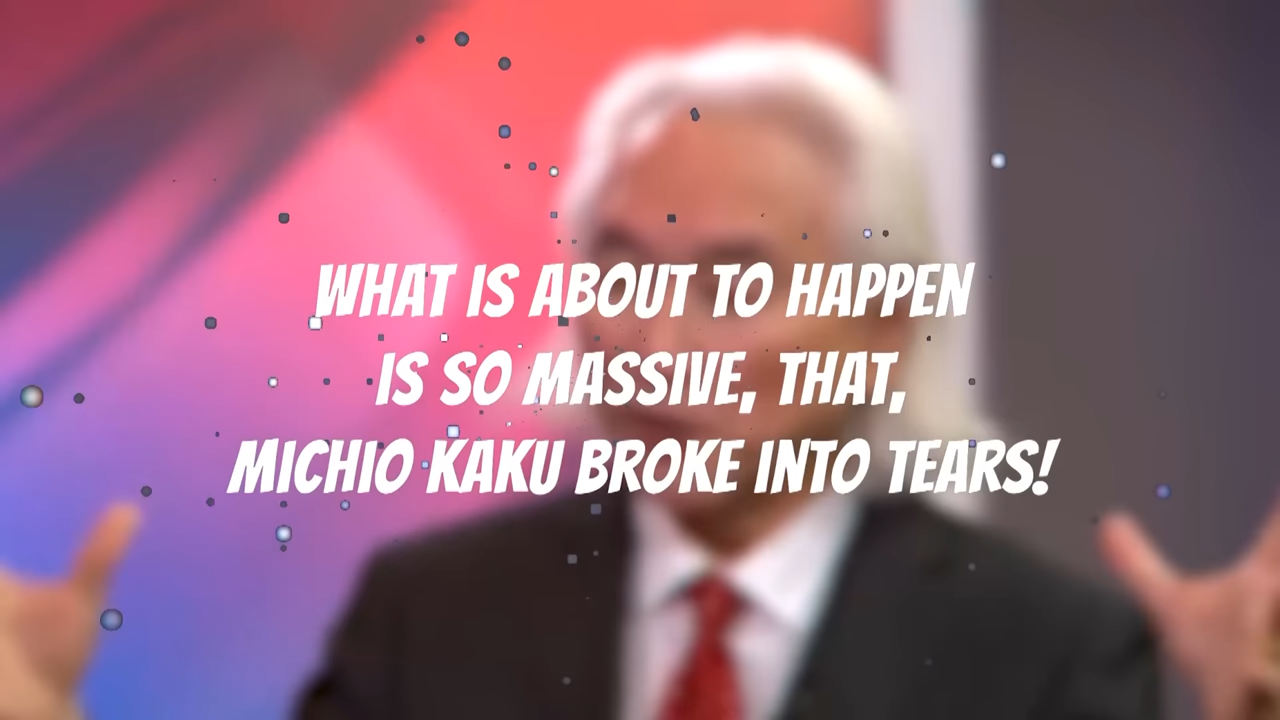 WHAT IS ABOUT TO HAPPEN
IS SO MASSIVE, THAT,
MICHIO KAKU BROKE INTO TEARS!